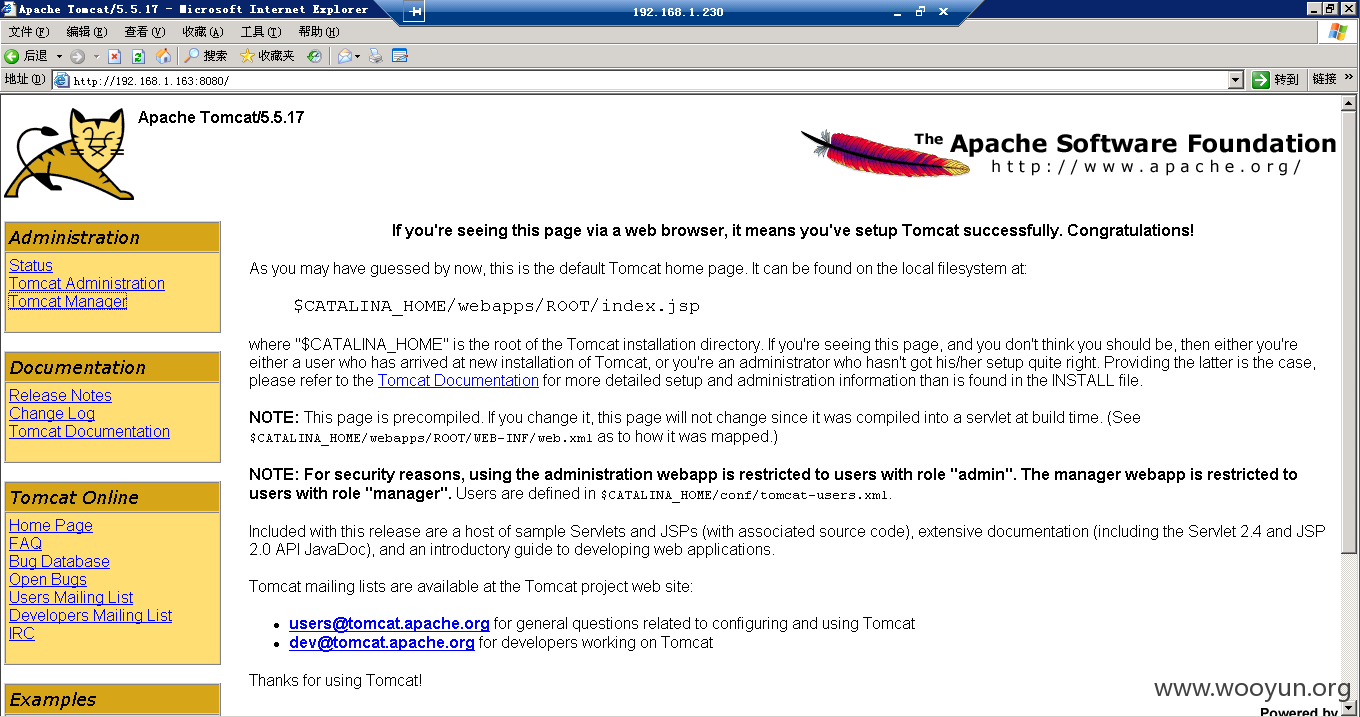 Apache Tomcat/5.5.17 - Microsoft Internet Explorer
192.168.1.230
文件(F) 编辑(E) 查看(V) 收藏(A) 工具(T) 帮助(H)
后退 搜索 收藏夹
地址(D) http://192.168.1.163:8080/ 转到 链接 »
Apache Tomcat/5.5.17
The Apache Software Foundation
http://www.apache.org/
Administration
Status
Tomcat Administration
Tomcat Manager
Documentation
Release Notes
Change Log
Tomcat Documentation
Tomcat Online
Home Page
FAQ
Bug Database
Open Bugs
Users Mailing List
Developers Mailing List
IRC
Examples
If you're seeing this page via a web browser, it means you've setup Tomcat successfully. Congratulations!
As you may have guessed by now, this is the default Tomcat home page. It can be found on the local filesystem at:
$CATALINA_HOME/webapps/ROOT/index.jsp
where "$CATALINA_HOME" is the root of the Tomcat installation directory. If you're seeing this page, and you don't think you should be, then either you're
either a user who has arrived at new installation of Tomcat, or you're an administrator who hasn't got his/her setup quite right. Providing the latter is the case,
please refer to the Tomcat Documentation for more detailed setup and administration information than is found in the INSTALL file.
NOTE: This page is precompiled. If you change it, this page will not change since it was compiled into a servlet at build time. (See
$CATALINA_HOME/webapps/ROOT/WEB-INF/web.xml as to how it was mapped.)
NOTE: For security reasons, using the administration webapp is restricted to users with role "admin". The manager webapp is restricted to
users with role "manager". Users are defined in $CATALINA_HOME/conf/tomcat-users.xml.
Included with this release are a host of sample Servlets and JSPs (with associated source code), extensive documentation (including the Servlet 2.4 and JSP
2.0 API JavaDoc), and an introductory guide to developing web applications.
Tomcat mailing lists are available at the Tomcat project web site:
• users@tomcat.apache.org for general questions related to configuring and using Tomcat
• dev@tomcat.apache.org for developers working on Tomcat
Thanks for using Tomcat!
www.wooyun.org
Powered by